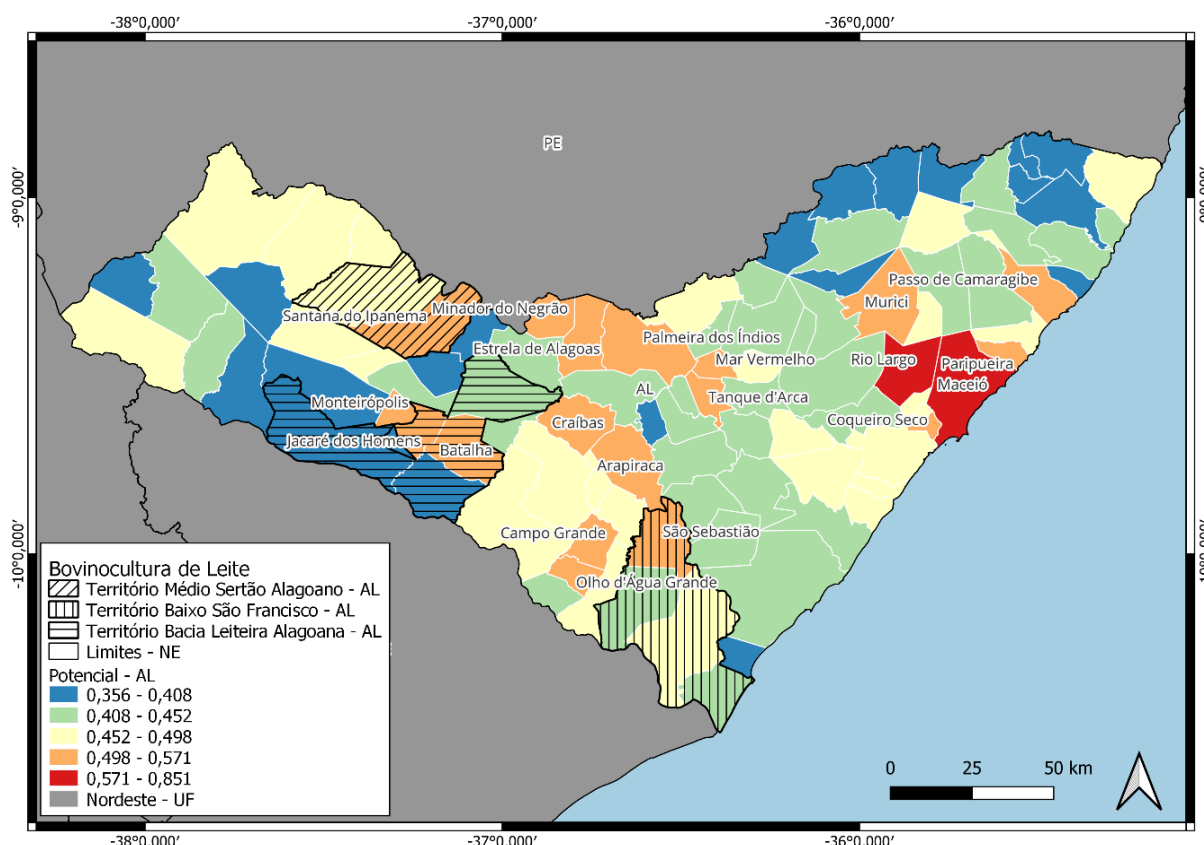 -38°0,000′ -37°0,000′ -36°0,000′
PE
-9°0,000′
Passo de Camaragibe
Santana do Ipanema
Minador do Negrão
Murici
Estrela de Alagoas
Palmeira dos Índios
Mar Vermelho
Rio Largo
Paripueira
Maceió
AL
Tanque d'Arca
Monteirópolis
Craíbas
Coqueiro Seco
Jacaré dos Homens
Batalha
Arapiraca
Campo Grande
São Sebastião
-10°0,000′
Olho d'Água Grande
Bovinocultura de Leite
Território Médio Sertão Alagoano - AL
Território Baixo São Francisco - AL
Território Bacia Leiteira Alagoana - AL
Limites - NE
Potencial - AL
0,356 - 0,408
0,408 - 0,452
0,452 - 0,498
0,498 - 0,571
0,571 - 0,851
Nordeste - UF
0 25 50 km
-38°0,000′ -37°0,000′ -36°0,000′